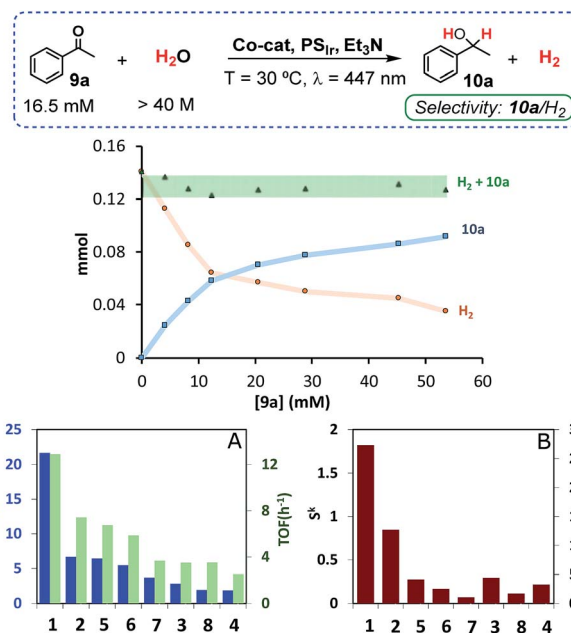 Co-cat, PS_Ir, Et₃N
9a + H₂O → HO H
T = 30 ºC, λ = 447 nm
10a + H₂
16.5 mM > 40 M
Selectivity: 10a/H₂
0.16
0.12
0.08
0.04
0
mmol
H₂ + 10a
10a
H₂
0 10 20 30 40 50 60
[9a] (mM)
A
25
20
15
10
5
0
12
8
4
0
TOF(h⁻¹)
1 2 5 6 7 3 8 4
B
2
1.5
1
0.5
0
Sᵏ
1 2 5 6 7 3 8 4